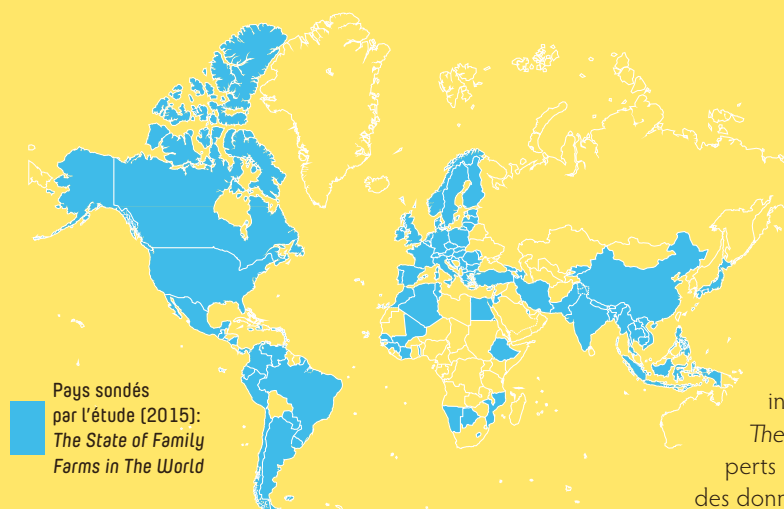 Pays sondés
par l'étude (2015):
The State of Family
Farms in The World
in
The
perts
des donn